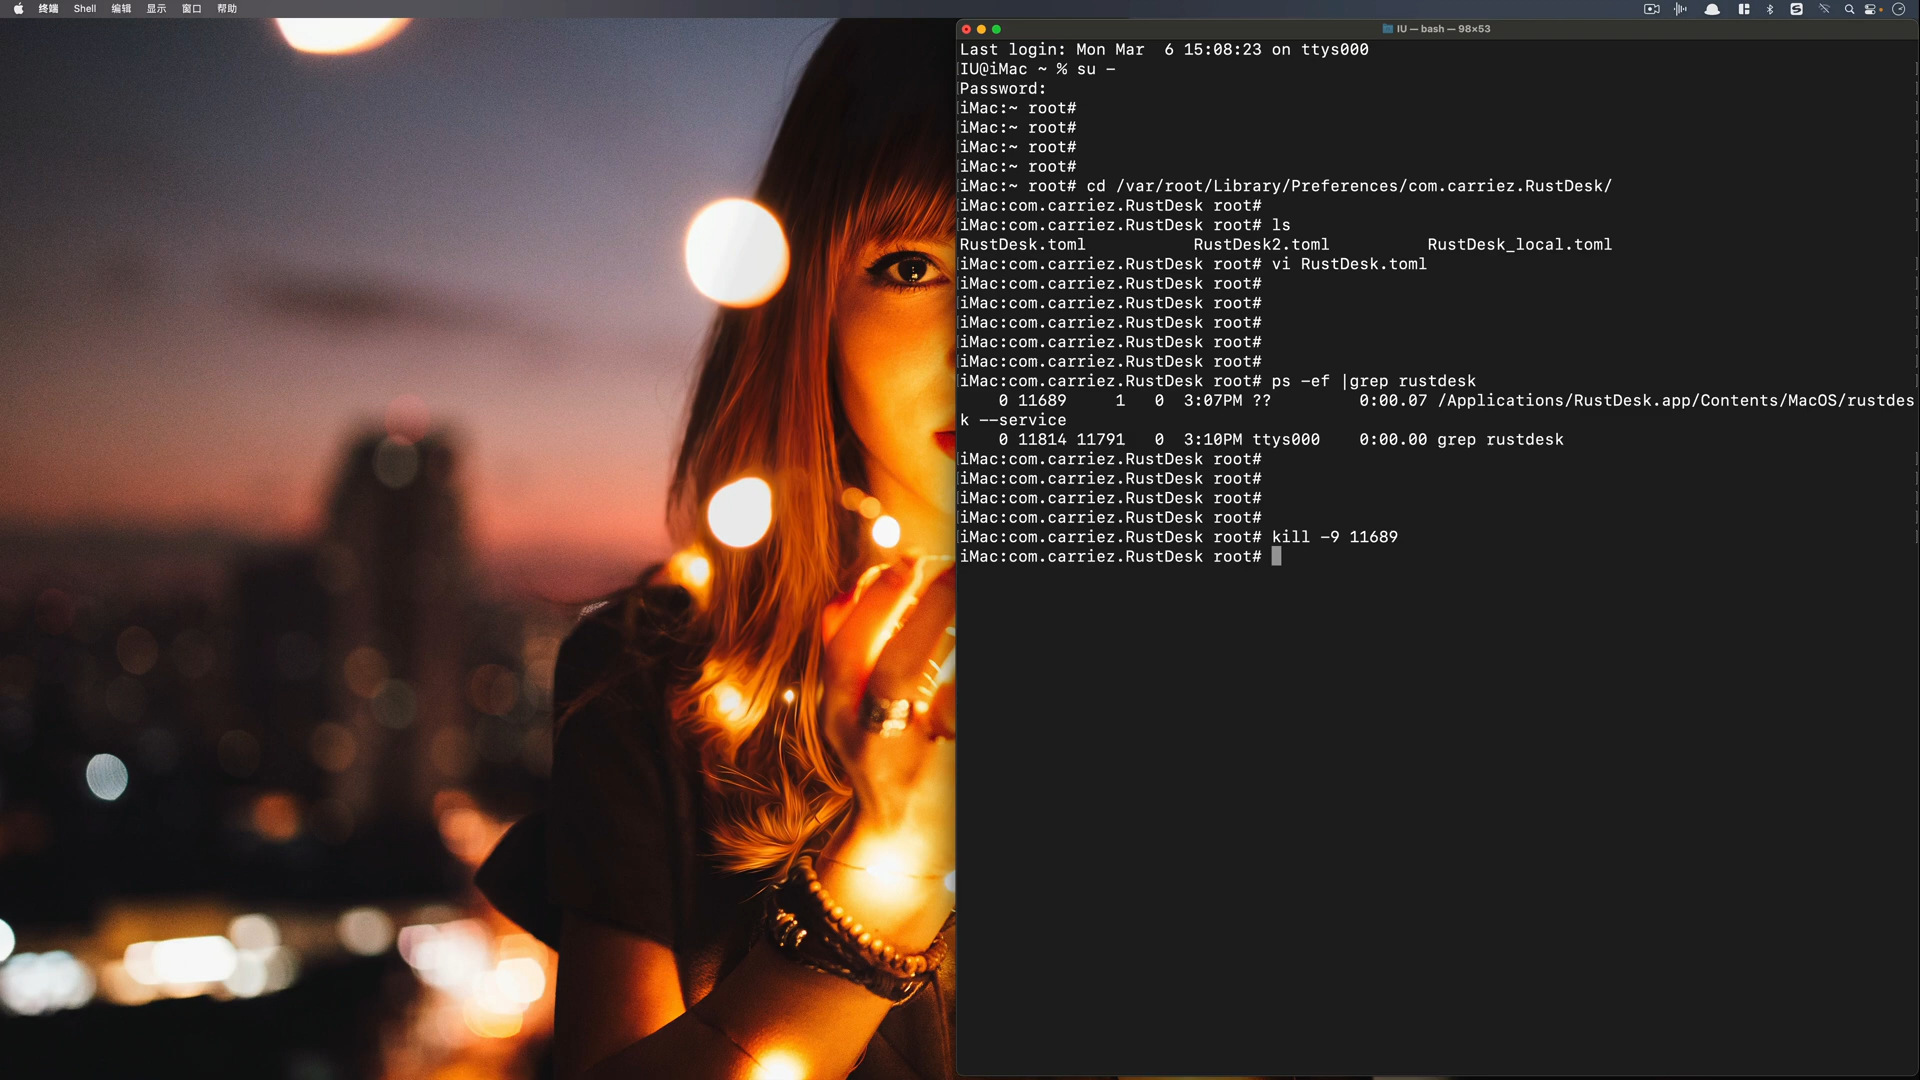 终端 Shell 编辑 显示 窗口 帮助
IU — bash — 98×53
Last login: Mon Mar  6 15:08:23 on ttys000
IU@iMac ~ % su -
Password:
iMac:~ root#
iMac:~ root#
iMac:~ root#
iMac:~ root#
iMac:~ root# cd /var/root/Library/Preferences/com.carriez.RustDesk/
iMac:com.carriez.RustDesk root#
iMac:com.carriez.RustDesk root# ls
RustDesk.toml           RustDesk2.toml          RustDesk_local.toml
iMac:com.carriez.RustDesk root# vi RustDesk.toml
iMac:com.carriez.RustDesk root#
iMac:com.carriez.RustDesk root#
iMac:com.carriez.RustDesk root#
iMac:com.carriez.RustDesk root#
iMac:com.carriez.RustDesk root#
iMac:com.carriez.RustDesk root# ps -ef |grep rustdesk
    0 11689     1   0  3:07PM ??         0:00.07 /Applications/RustDesk.app/Contents/MacOS/rustdes
k --service
    0 11814 11791   0  3:10PM ttys000    0:00.00 grep rustdesk
iMac:com.carriez.RustDesk root#
iMac:com.carriez.RustDesk root#
iMac:com.carriez.RustDesk root#
iMac:com.carriez.RustDesk root#
iMac:com.carriez.RustDesk root# kill -9 11689
iMac:com.carriez.RustDesk root#